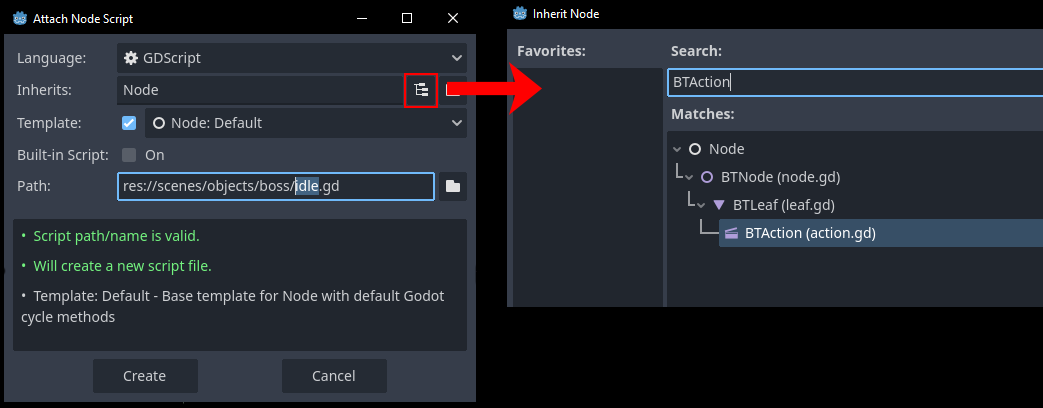 Attach Node Script
Language: GDScript
Inherits: Node
Template: Node: Default
Built-in Script: On
Path: res://scenes/objects/boss/idle.gd
• Script path/name is valid.
• Will create a new script file.
• Template: Default - Base template for Node with default Godot
cycle methods
Create Cancel
Inherit Node
Favorites: Search:
BTAction
Matches:
Node
BTNode (node.gd)
BTLeaf (leaf.gd)
BTAction (action.gd)